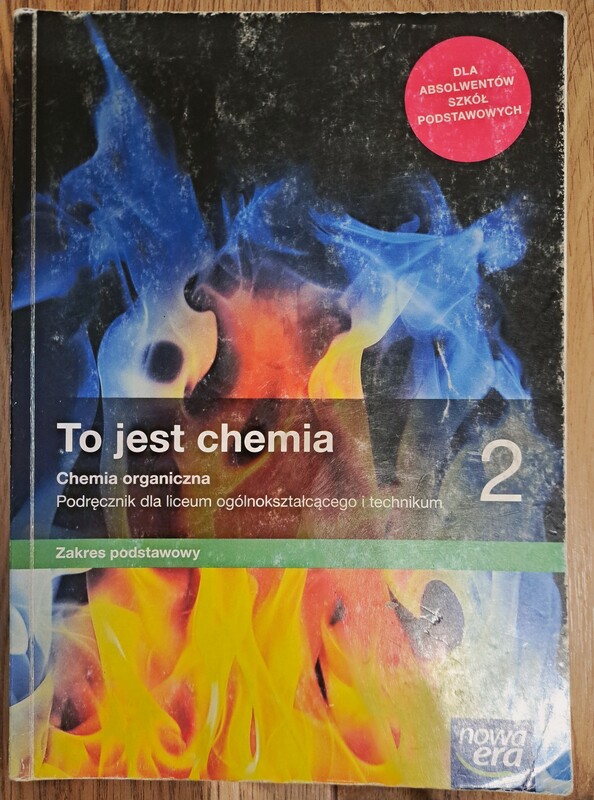 DLA
ABSOLWENTÓW
SZKÓŁ
PODSTAWOWYCH
To jest chemia
2
Chemia organiczna
Podręcznik dla liceum ogólnokształcącego i technikum
Zakres podstawowy
nowa
era